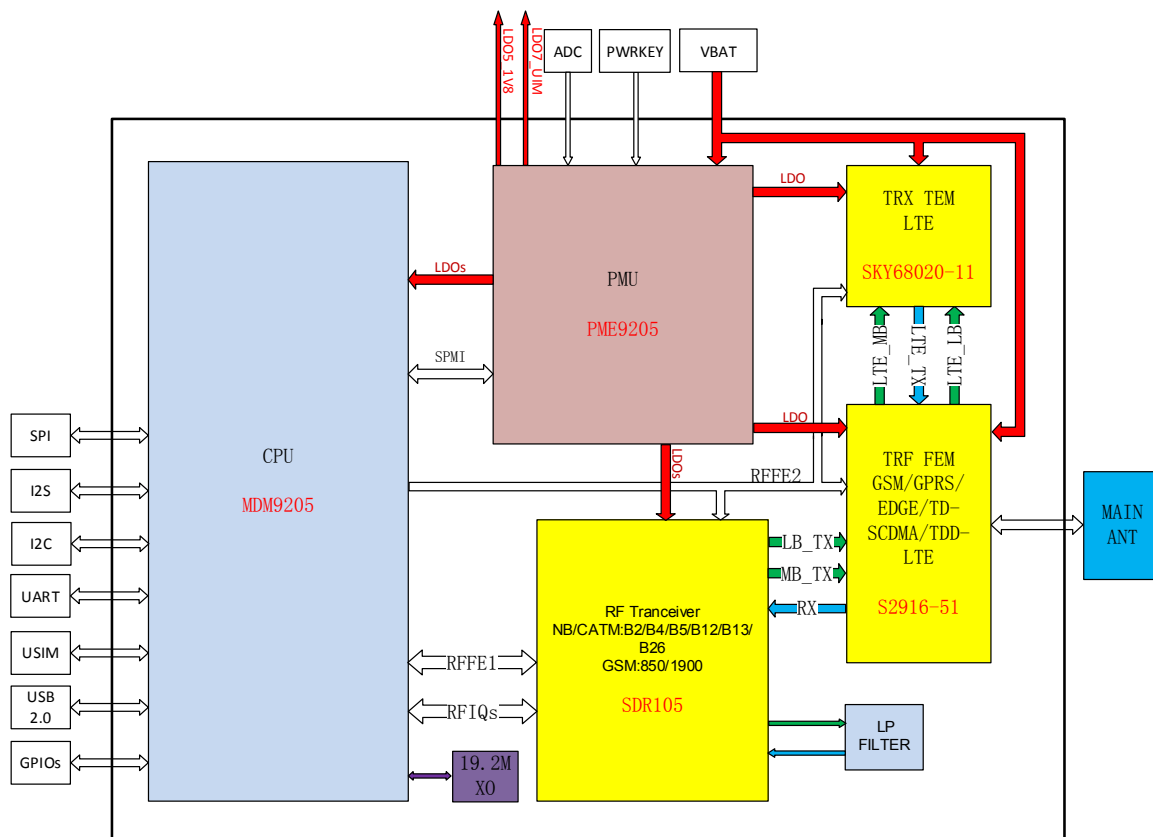 LDO5_1V8
LDO7_UIM
ADC
PWRKEY
VBAT
LDO
TRX TEM
LTE
SKY68020-11
LDOs
PMU
PME9205
SPMI
LTE_MB
LTE_TX
LTE_LB
SPI
I2S
I2C
UART
USIM
USB
2.0
GPIOs
CPU
MDM9205
LDO
LDOs
RFFE2
TRF FEM
GSM/GPRS/
EDGE/TD-
SCDMA/TDD-
LTE
S2916-51
MAIN
ANT
LB_TX
MB_TX
RX
RF Tranceiver
NB/CATM:B2/B4/B5/B12/B13/
B26
GSM:850/1900
SDR105
RFFE1
RFIQs
19.2M
XO
LP
FILTER